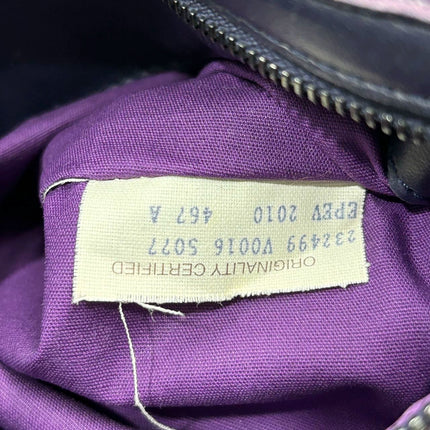 ORIGINALITY CERTIFIED
232499 V0016 5077
EPEV 2010 467 A